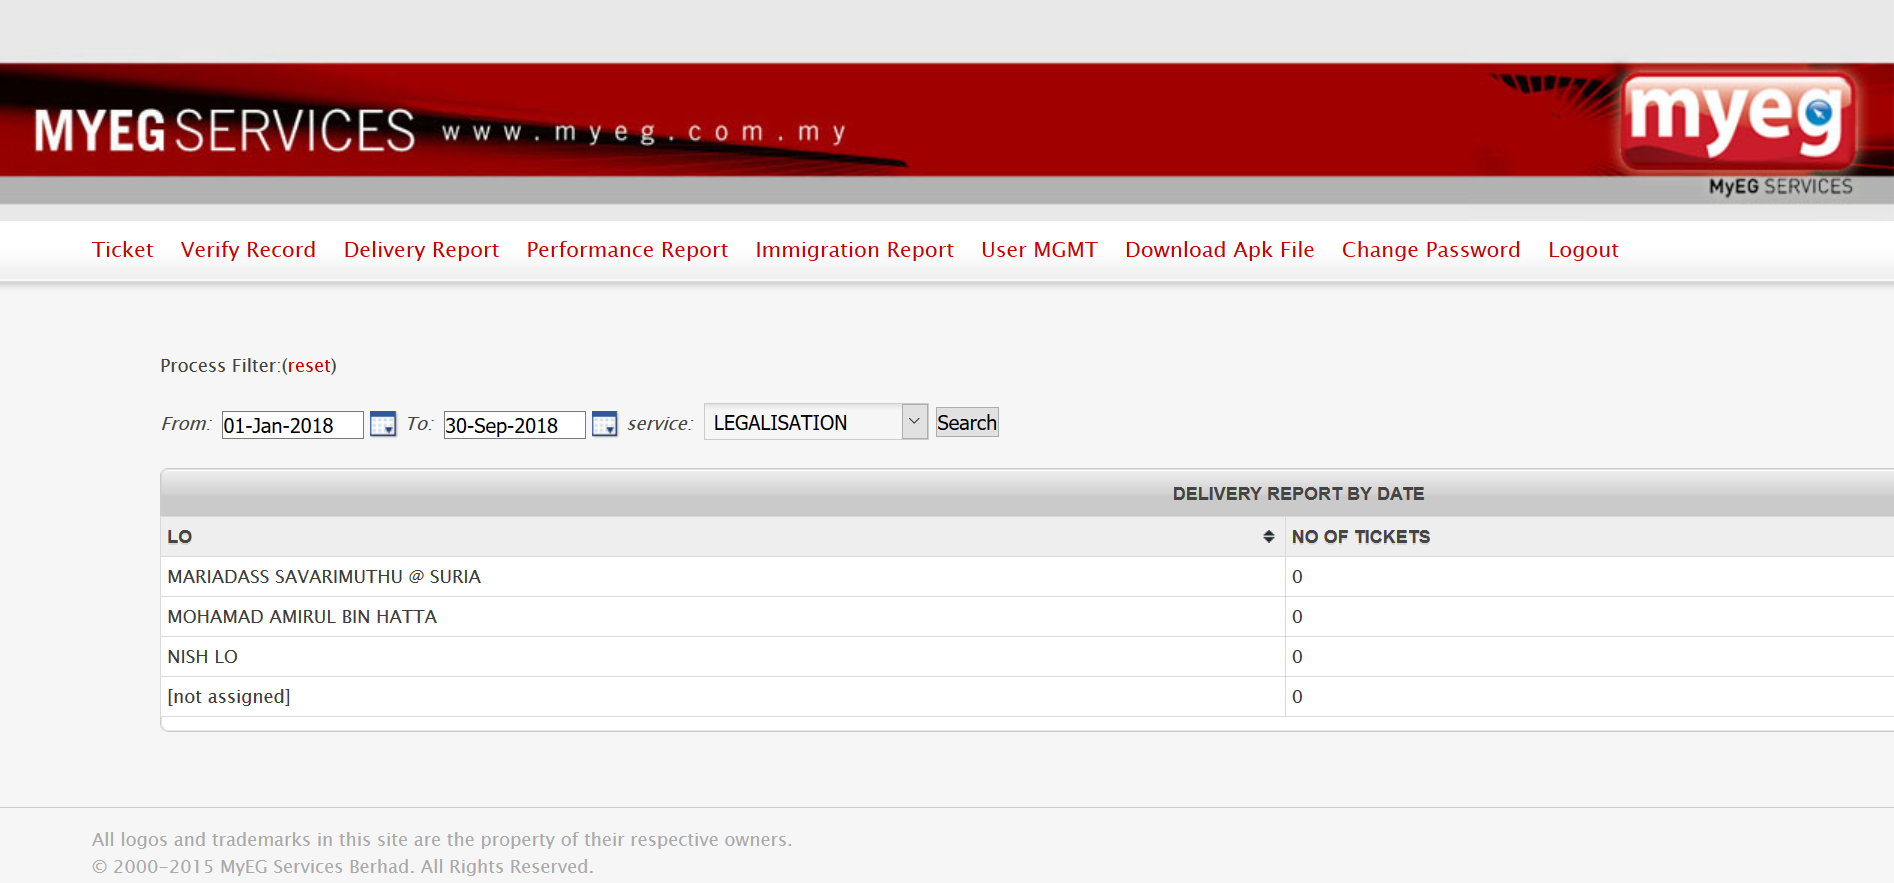 MYEG SERVICES www.myeg.com.my
myeg
MyEG SERVICES
Ticket Verify Record Delivery Report Performance Report Immigration Report User MGMT Download Apk File Change Password Logout
Process Filter:(reset)
From: 01-Jan-2018 To: 30-Sep-2018 service: LEGALISATION Search
DELIVERY REPORT BY DATE
LO NO OF TICKETS
MARIADASS SAVARIMUTHU @ SURIA 0
MOHAMAD AMIRUL BIN HATTA 0
NISH LO 0
[not assigned] 0
All logos and trademarks in this site are the property of their respective owners.
© 2000-2015 MyEG Services Berhad. All Rights Reserved.